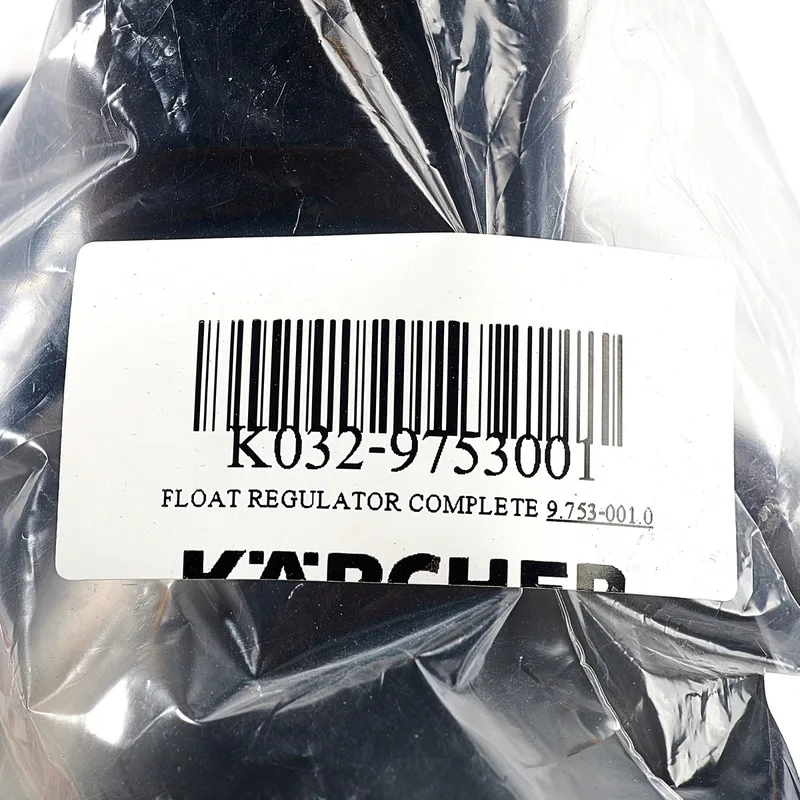 K032-9753001
FLOAT REGULATOR COMPLETE 9.753-001.0
KÄRCHER